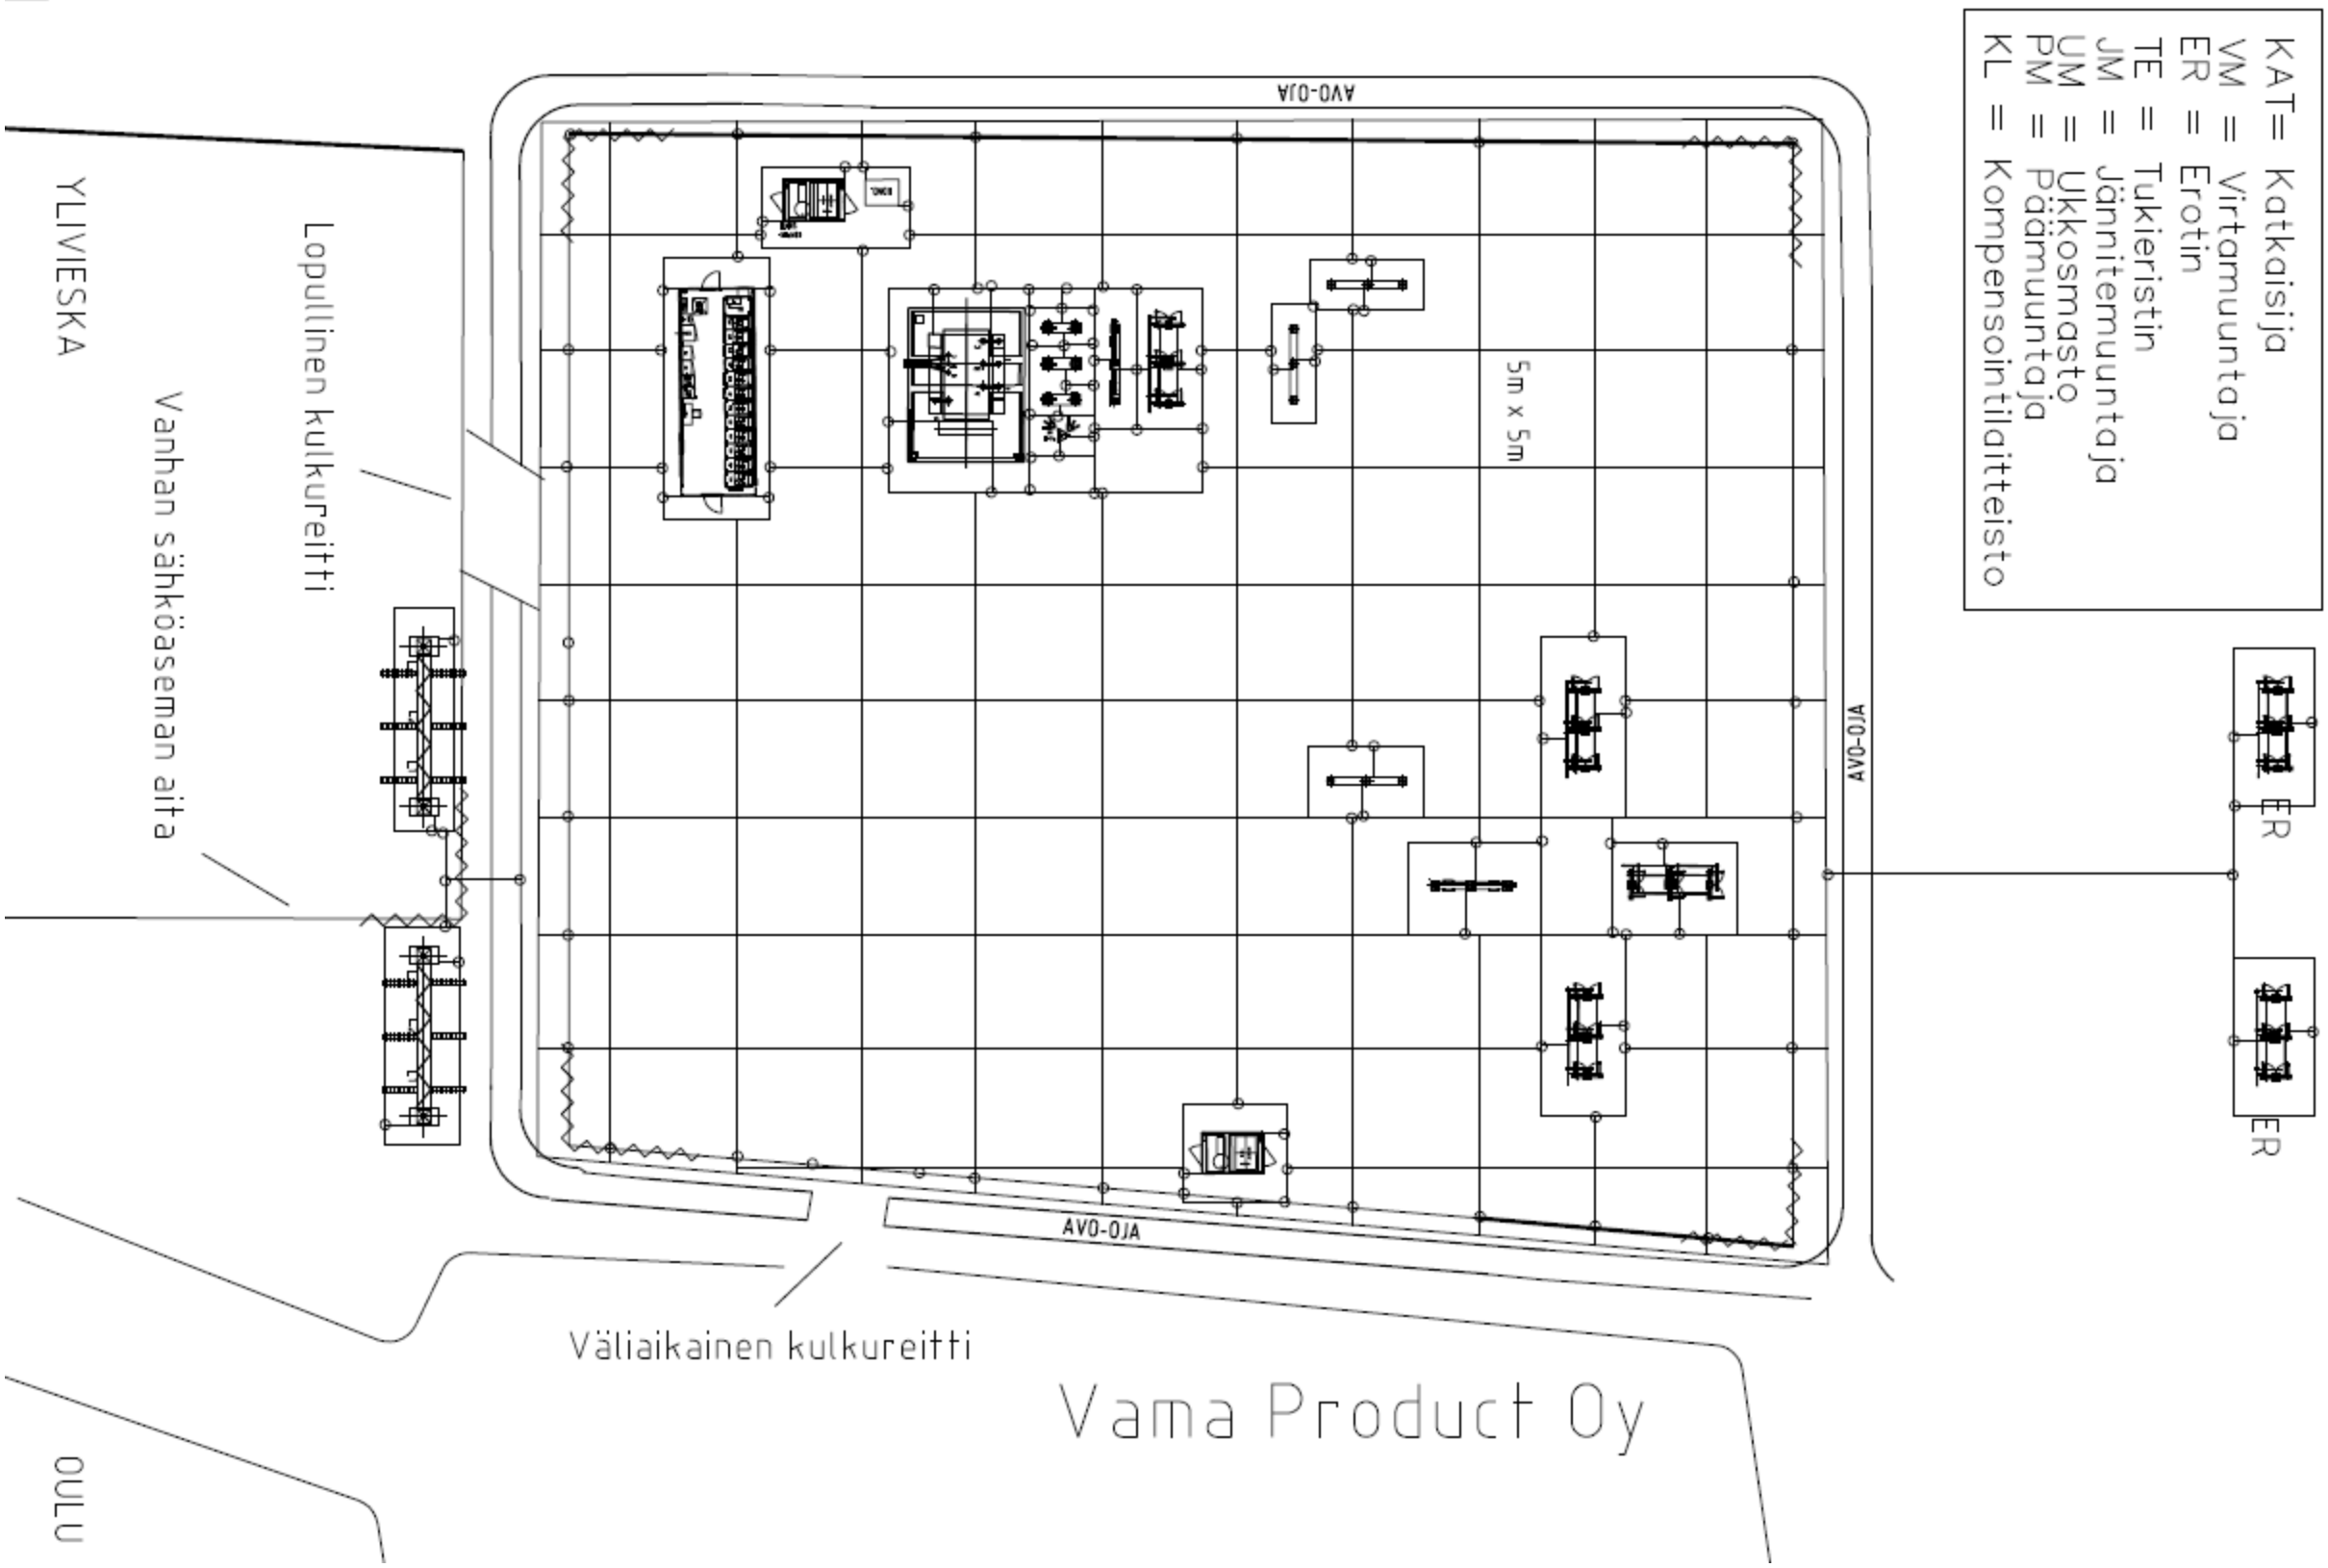 KAT= Katkaisija
VM = Virtamuuntaja
ER = Erotin
TE = Tukieristin
JM = Jännitemuuntaja
UM = Ukkosmasto
PM = Päämuuntaja
KL = Kompensointilaitteisto
AVO-OJA
YLIVIESKA
Lopullinen kulkureitti
Vanhan sähköaseman aita
5m x 5m
AVO-OJA
ER
ER
AVO-OJA
Väliaikainen kulkureitti
Vama Product Oy
OULU